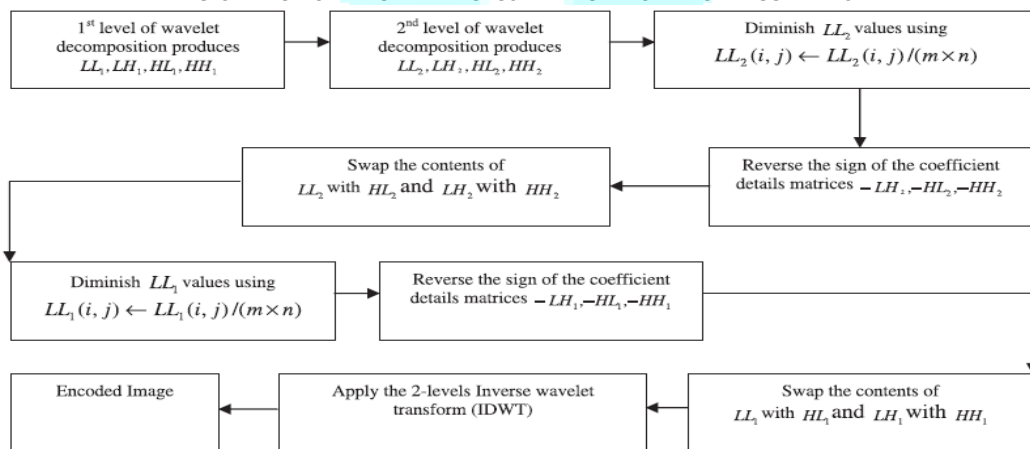 1st level of wavelet
decomposition produces
LL₁, LH₁, HL₁, HH₁
2nd level of wavelet
decomposition produces
LL₂, LH₂, HL₂, HH₂
Diminish LL₂ values using
LL₂(i, j) ← LL₂(i, j)/(m × n)
Reverse the sign of the coefficient
details matrices –LH₂,–HL₂,–HH₂
Swap the contents of
LL₂ with HL₂ and LH₂ with HH₂
Diminish LL₁ values using
LL₁(i, j) ← LL₁(i, j)/(m × n)
Reverse the sign of the coefficient
details matrices –LH₁,–HL₁,–HH₁
Swap the contents of
LL₁ with HL₁ and LH₁ with HH₁
Apply the 2-levels Inverse wavelet
transform (IDWT)
Encoded Image